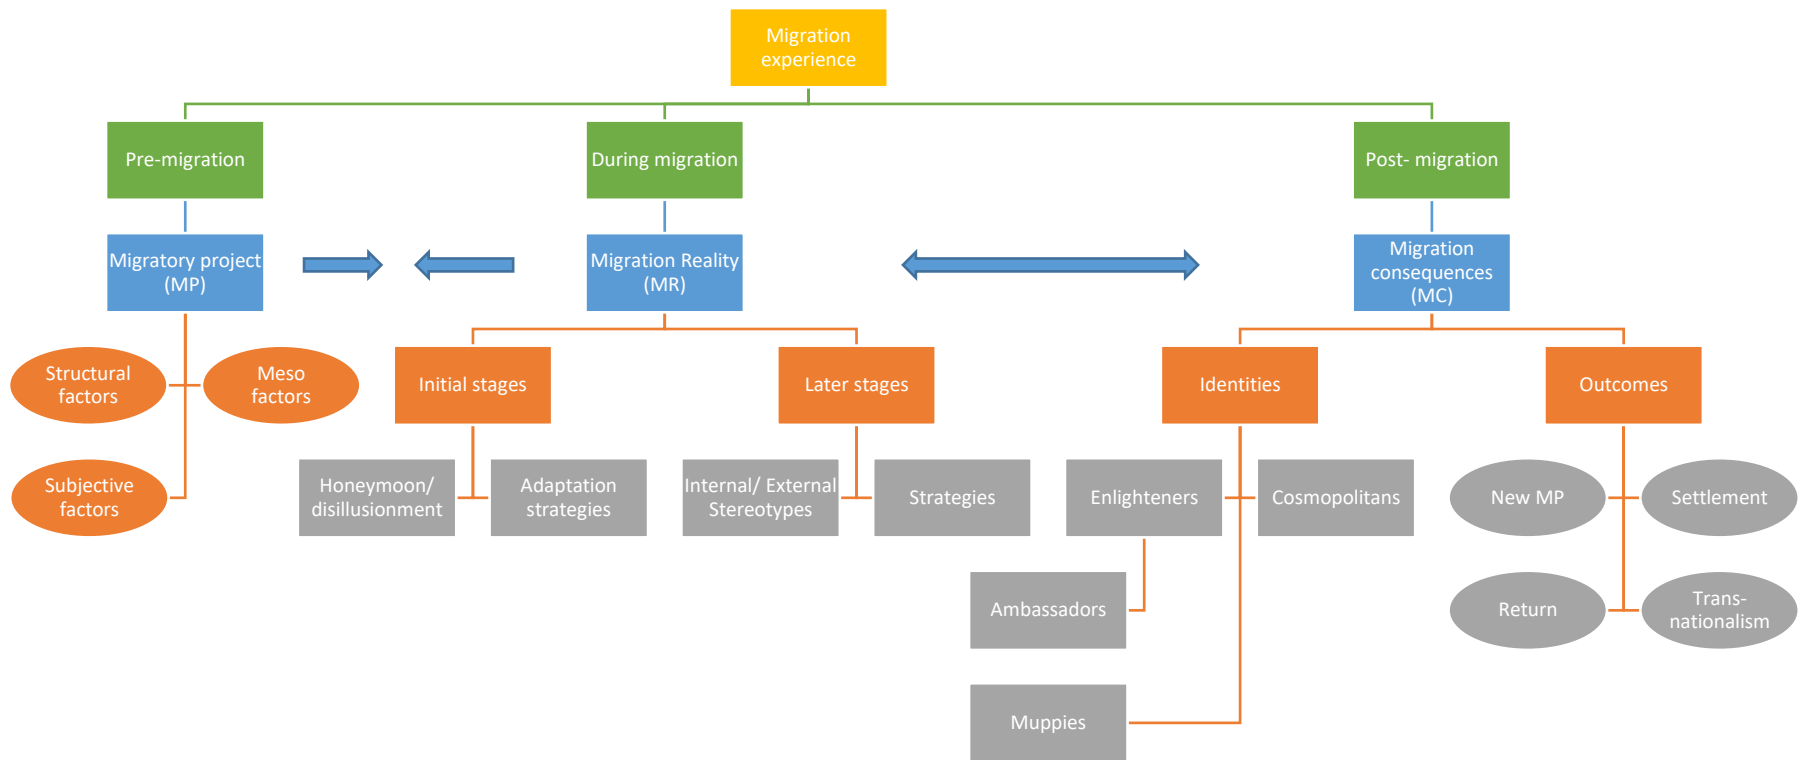 Migration
experience
Pre-migration
During migration
Post- migration
Migratory project
(MP)
Migration Reality
(MR)
Migration
consequences
(MC)
Structural
factors
Meso
factors
Initial stages
Later stages
Identities
Outcomes
Subjective
factors
Honeymoon/
disillusionment
Adaptation
strategies
Internal/ External
Stereotypes
Strategies
Enlighteners
Cosmopolitans
New MP
Settlement
Ambassadors
Return
Trans-
nationalism
Muppies